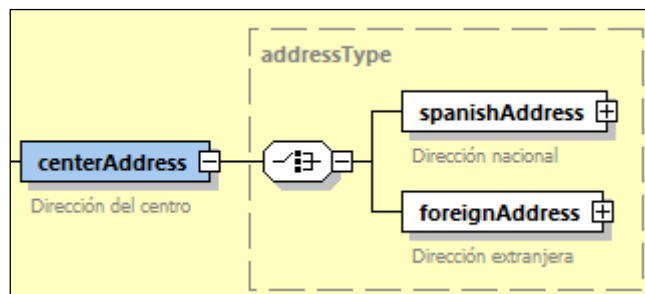 addressType
spanishAddress
Dirección nacional
centerAddress
Dirección del centro
foreignAddress
Dirección extranjera